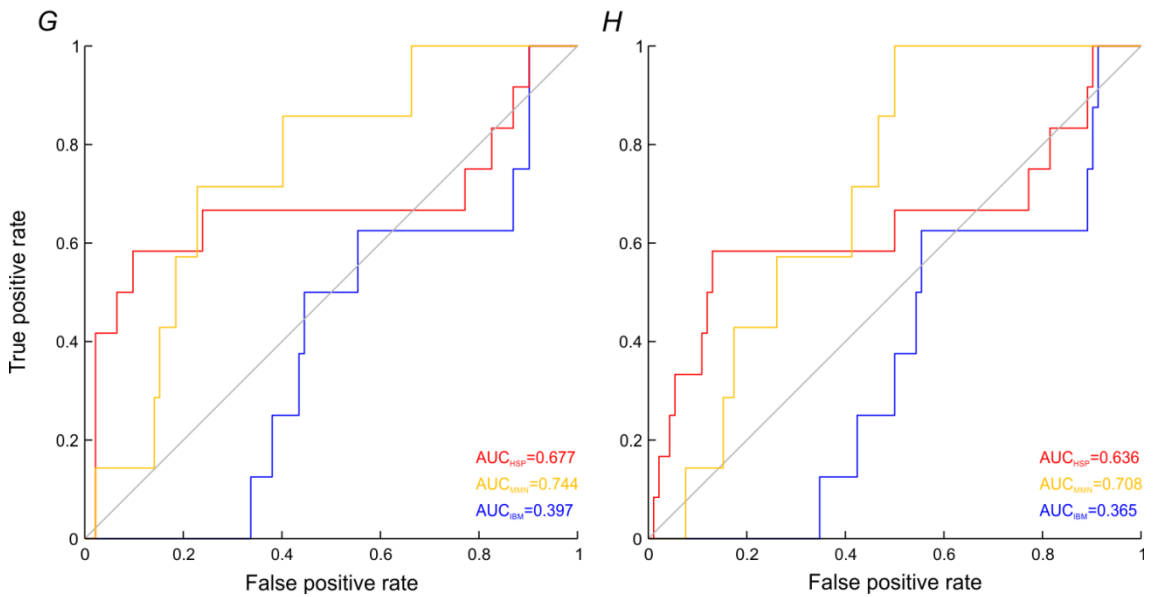 G
1
0.8
0.6
0.4
0.2
0
True positive rate
0 0.2 0.4 0.6 0.8 1
False positive rate
AUCHSP=0.677
AUCMMN=0.744
AUCIBM=0.397
H
1
0.8
0.6
0.4
0.2
0
0 0.2 0.4 0.6 0.8 1
False positive rate
AUCHSP=0.636
AUCMMN=0.708
AUCIBM=0.365